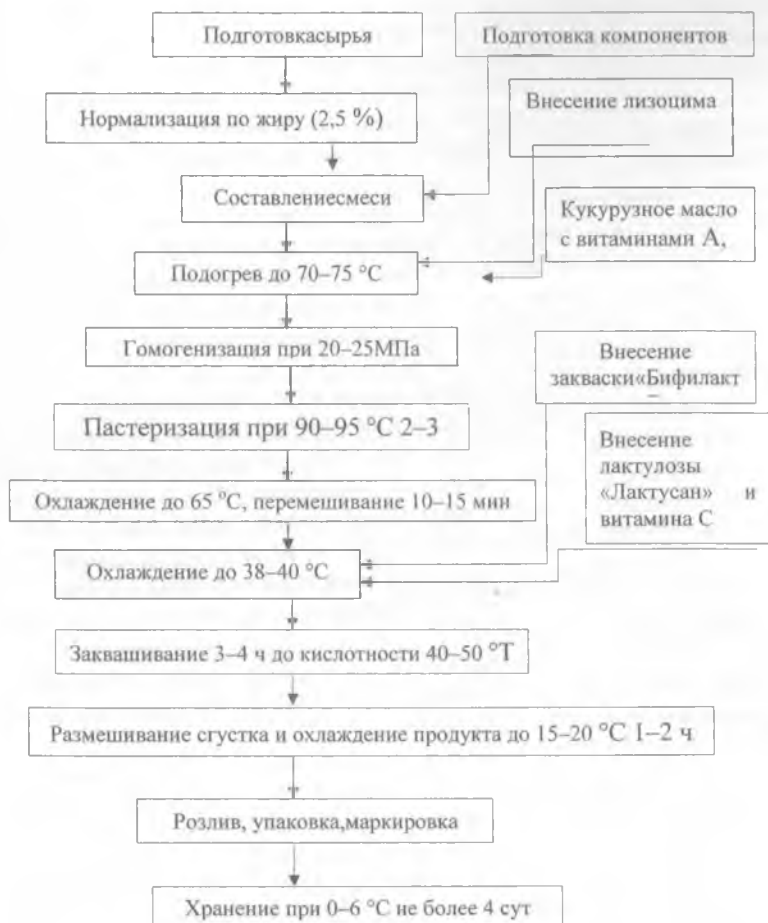 Подготовкасырья
Подготовка компонентов
Внесение лизоцима
Нормализация по жиру (2,5 %)
Составлениесмеси
Кукурузное масло
с витаминами А,
Подогрев до 70–75 °С
Гомогенизация при 20–25МПа
Внесение
закваски«Бифилакт
Пастеризация при 90–95 °С 2–3
Внесение
лактулозы
«Лактусан» и
витамина С
Охлаждение до 65 °С, перемешивание 10–15 мин
Охлаждение до 38–40 °С
Заквашивание 3–4 ч до кислотности 40–50 °Т
Размешивание сгустка и охлаждение продукта до 15–20 °С 1–2 ч
Розлив, упаковка,маркировка
Хранение при 0–6 °С не более 4 сут